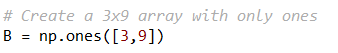 # Create a 3x9 array with only ones
B = np.ones([3,9])